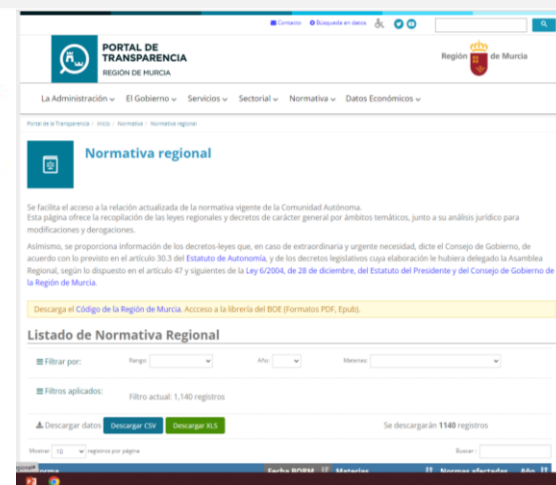 Contacto Búsqueda en datos
PORTAL DE
TRANSPARENCIA
REGIÓN DE MURCIA
Región de Murcia
La Administración El Gobierno Servicios Sectorial Normativa Datos Económicos
Portal de la Transparencia / Inicio / Normativa / Normativa regional
Normativa regional
Se facilita el acceso a la relación actualizada de la normativa vigente de la Comunidad Autónoma.
Esta página ofrece la recopilación de las leyes regionales y decretos de carácter general por ámbitos temáticos, junto a su análisis jurídico para
modificaciones y derogaciones.
Asimismo, se proporciona información de los decretos-leyes que, en caso de extraordinaria y urgente necesidad, dicte el Consejo de Gobierno, de
acuerdo con lo previsto en el artículo 30.3 del Estatuto de Autonomía, y de los decretos legislativos cuya elaboración le hubiera delegado la Asamblea
Regional, según lo dispuesto en el artículo 47 y siguientes de la Ley 6/2004, de 28 de diciembre, del Estatuto del Presidente y del Consejo de Gobierno de
la Región de Murcia.
Descarga el Código de la Región de Murcia. Accceso a la librería del BOE (Formatos PDF, Epub).
Listado de Normativa Regional
Filtrar por: Rango: Año: Materias:
Filtros aplicados: Filtro actual: 1,140 registros
Descargar datos Descargar CSV Descargar XLS Se descargarán 1140 registros
Mostrar 10 registros por página Buscar :
Fecha BORM Materias Normas afectadas Año